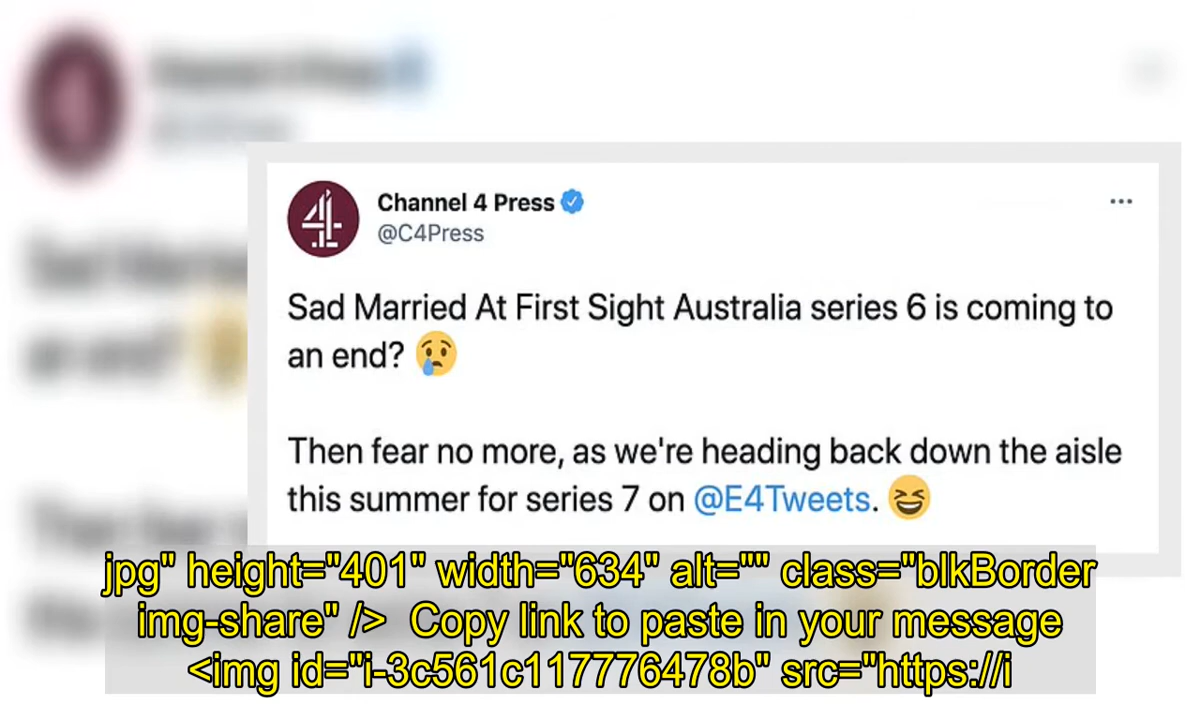 Channel 4 Press
@C4Press
Sad Married At First Sight Australia series 6 is coming to
an end? 😢
Then fear no more, as we're heading back down the aisle
this summer for series 7 on @E4Tweets. 😆
jpg" height="401" width="634" alt="" class="blkBorder
img-share" />  Copy link to paste in your message
<img id="i-3c561c117776478b" src="https://i